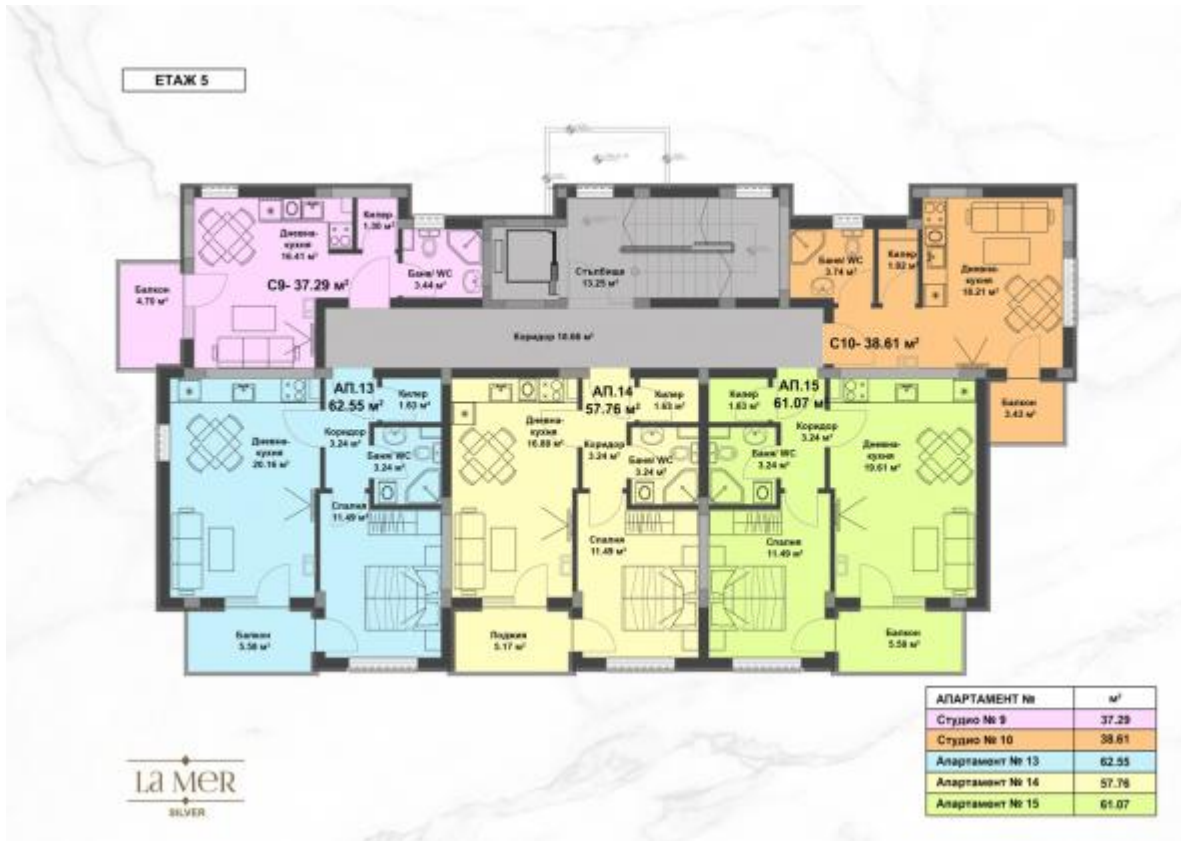 ЕТАЖ 5
Килер
1.30 м²
Дневна-
кухня
16.41 м²
Баня/ WC
3.44 м²
С9- 37.29 м²
Балкон
4.70 м²
Стълбище
13.25 м²
Баня/ WC
3.74 м²
Килер
1.92 м²
Дневна-
кухня
18.21 м²
С10- 38.61 м²
Балкон
3.43 м²
Коридор 18.66 м²
АП.13
62.55 м²
Килер
1.63 м²
Коридор
3.24 м²
Дневна-
кухня
20.16 м²
Баня/ WC
3.24 м²
Спалня
11.49 м²
Балкон
5.58 м²
АП.14
57.76 м²
Килер
1.63 м²
Дневна-
кухня
16.88 м²
Коридор
3.24 м²
Баня/ WC
3.24 м²
Спалня
11.49 м²
Лоджия
5.17 м²
АП.15
61.07 м²
Килер
1.63 м²
Коридор
3.24 м²
Баня/ WC
3.24 м²
Дневна-
кухня
19.61 м²
Спалня
11.49 м²
Балкон
5.58 м²
АПАРТАМЕНТ № м²
Студио № 9 37.29
Студио № 10 38.61
Апартамент № 13 62.55
Апартамент № 14 57.76
Апартамент № 15 61.07
La MeR
SILVER